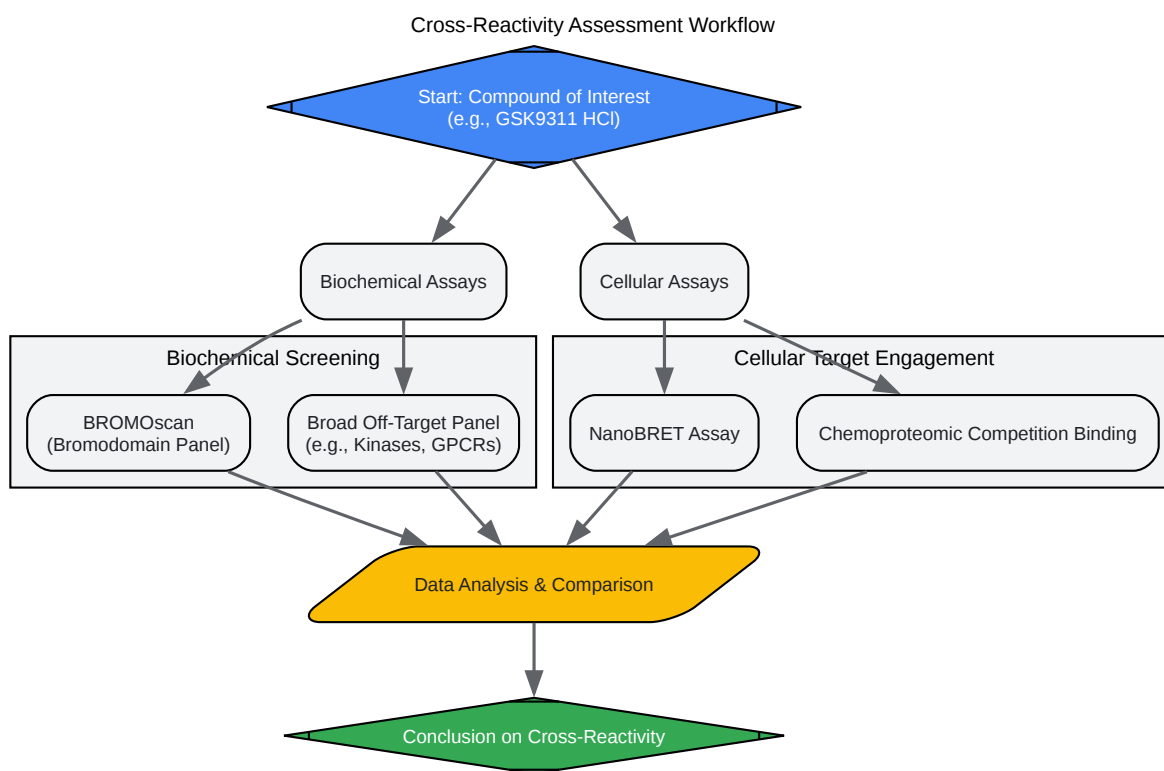 Cross-Reactivity Assessment Workflow
Start: Compound of Interest
(e.g., GSK9311 HCl)
Biochemical Assays
Cellular Assays
Biochemical Screening
Cellular Target Engagement
BROMOscan
(Bromodomain Panel)
Broad Off-Target Panel
(e.g., Kinases, GPCRs)
NanoBRET Assay
Chemoproteomic Competition Binding
Data Analysis & Comparison
Conclusion on Cross-Reactivity